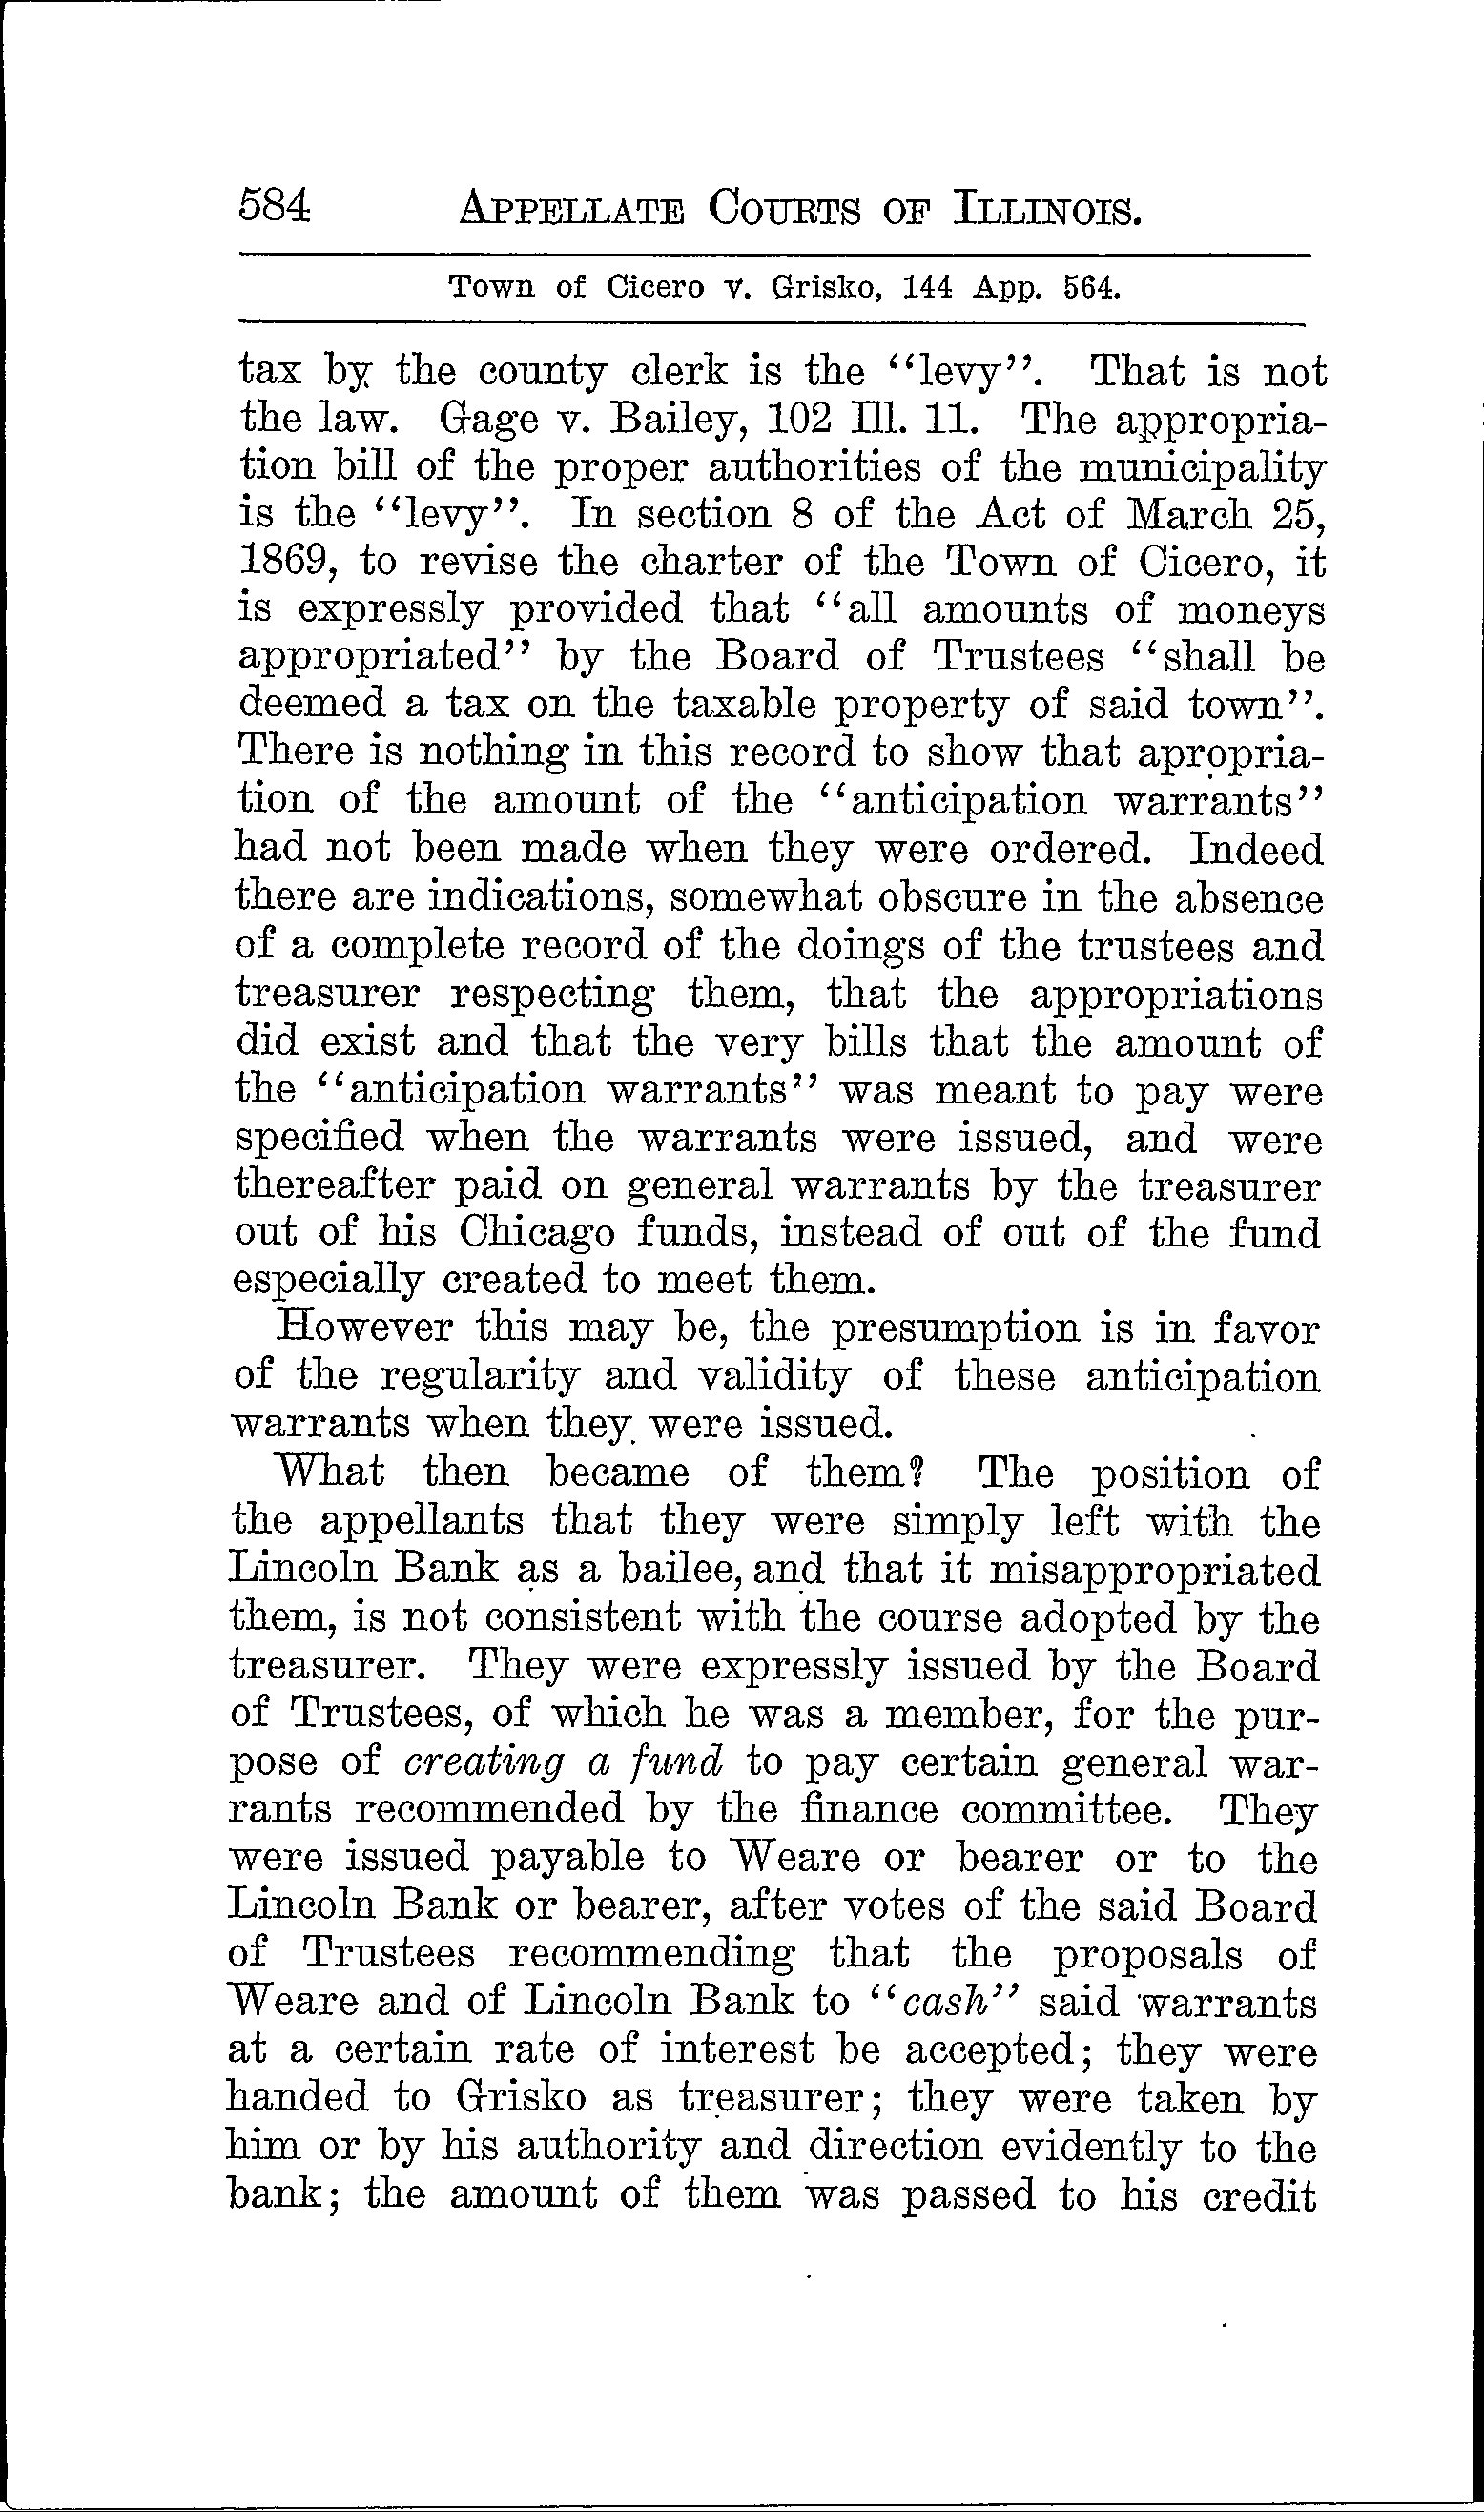 584 APPELLATE COURTS OF ILLINOIS.
Town of Cicero v. Grisko, 144 App. 564.
tax by the county clerk is the “levy”. That is not
the law. Gage v. Bailey, 102 Ill. 11. The appropria-
tion bill of the proper authorities of the municipality
is the “levy”. In section 8 of the Act of March 25,
1869, to revise the charter of the Town of Cicero, it
is expressly provided that “all amounts of moneys
appropriated” by the Board of Trustees “shall be
deemed a tax on the taxable property of said town”.
There is nothing in this record to show that apropria-
tion of the amount of the “anticipation warrants”
had not been made when they were ordered. Indeed
there are indications, somewhat obscure in the absence
of a complete record of the doings of the trustees and
treasurer respecting them, that the appropriations
did exist and that the very bills that the amount of
the “anticipation warrants” was meant to pay were
specified when the warrants were issued, and were
thereafter paid on general warrants by the treasurer
out of his Chicago funds, instead of out of the fund
especially created to meet them.
However this may be, the presumption is in favor
of the regularity and validity of these anticipation
warrants when they were issued.
What then became of them? The position of
the appellants that they were simply left with the
Lincoln Bank as a bailee, and that it misappropriated
them, is not consistent with the course adopted by the
treasurer. They were expressly issued by the Board
of Trustees, of which he was a member, for the pur-
pose of creating a fund to pay certain general war-
rants recommended by the finance committee. They
were issued payable to Weare or bearer or to the
Lincoln Bank or bearer, after votes of the said Board
of Trustees recommending that the proposals of
Weare and of Lincoln Bank to “cash” said warrants
at a certain rate of interest be accepted; they were
handed to Grisko as treasurer; they were taken by
him or by his authority and direction evidently to the
bank; the amount of them was passed to his credit